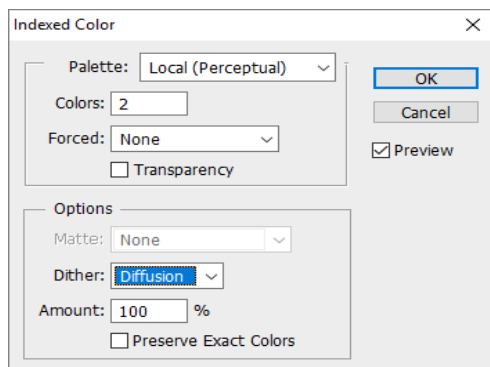 Indexed Color
Palette: Local (Perceptual)
OK
Colors: 2
Cancel
Forced: None
Preview
Transparency
Options
Matte: None
Dither: Diffusion
Amount: 100 %
Preserve Exact Colors